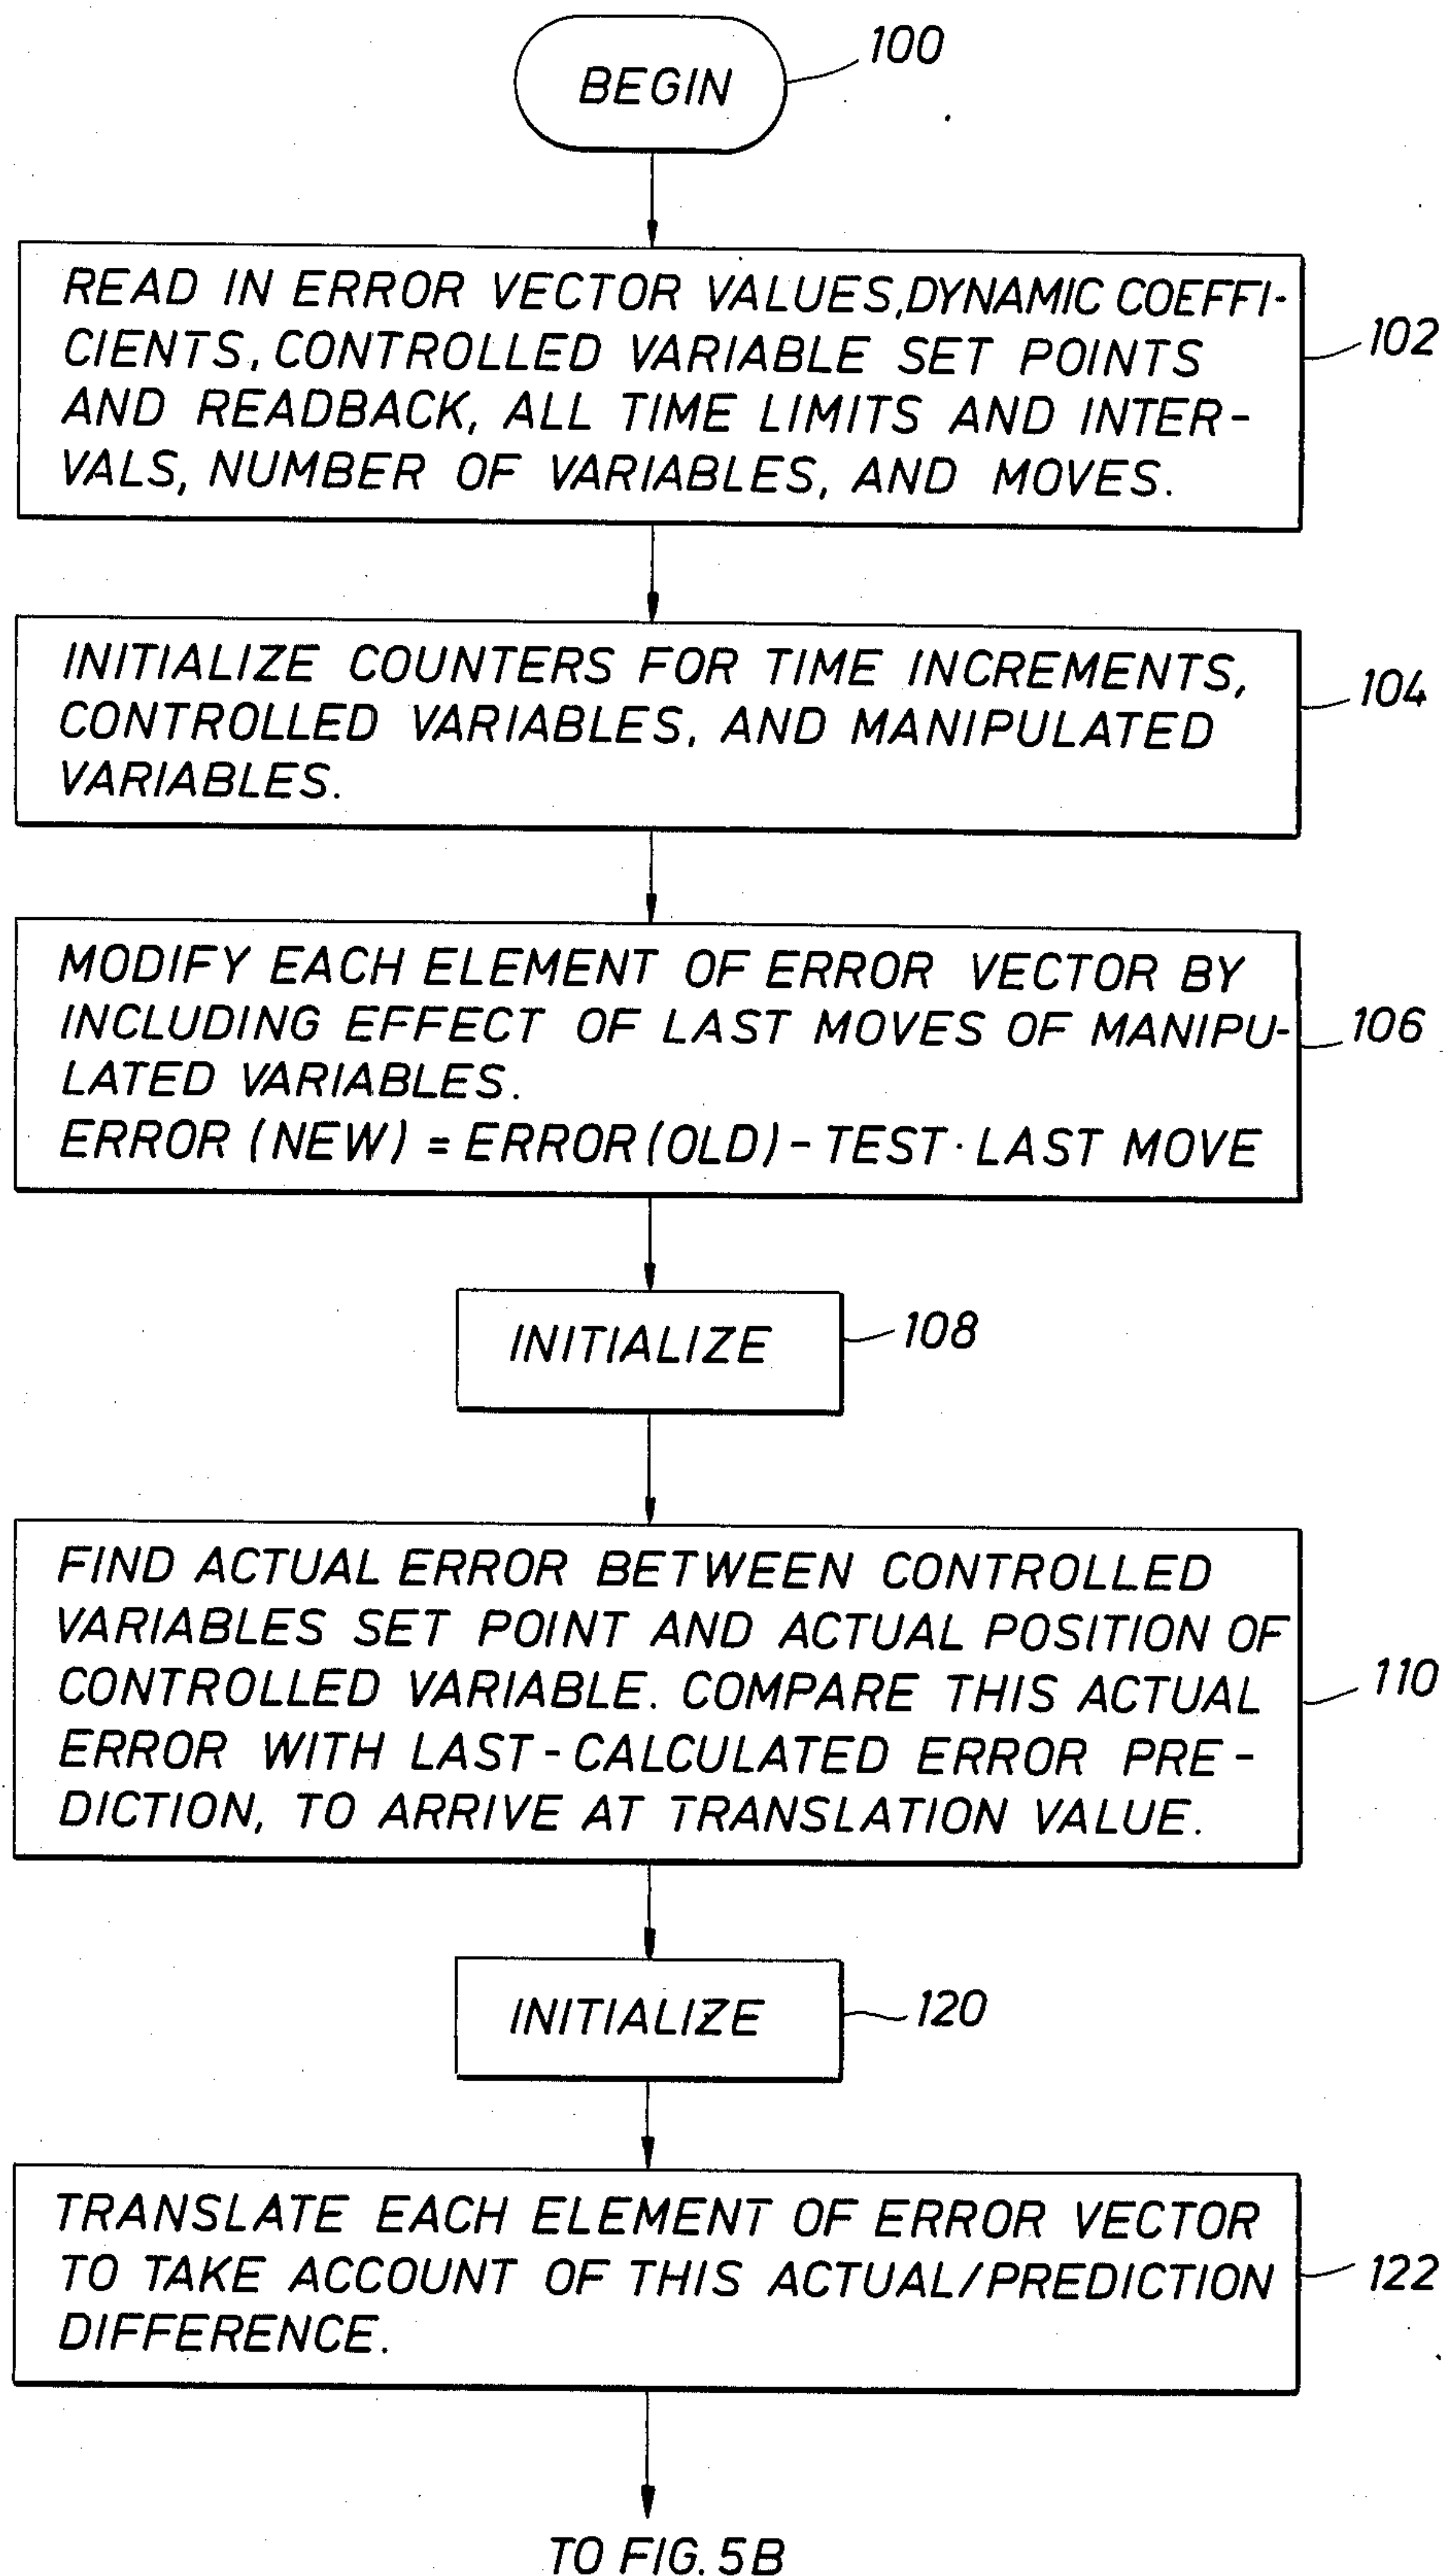 BEGIN
100
READ IN ERROR VECTOR VALUES, DYNAMIC COEFFI-
CIENTS, CONTROLLED VARIABLE SET POINTS
AND READBACK, ALL TIME LIMITS AND INTER-
VALS, NUMBER OF VARIABLES, AND MOVES.
102
INITIALIZE COUNTERS FOR TIME INCREMENTS,
CONTROLLED VARIABLES, AND MANIPULATED
VARIABLES.
104
MODIFY EACH ELEMENT OF ERROR VECTOR BY
INCLUDING EFFECT OF LAST MOVES OF MANIPU-
LATED VARIABLES.
ERROR (NEW) = ERROR (OLD) - TEST · LAST MOVE
106
INITIALIZE
108
FIND ACTUAL ERROR BETWEEN CONTROLLED
VARIABLES SET POINT AND ACTUAL POSITION OF
CONTROLLED VARIABLE. COMPARE THIS ACTUAL
ERROR WITH LAST-CALCULATED ERROR PRE-
DICTION, TO ARRIVE AT TRANSLATION VALUE.
110
INITIALIZE
120
TRANSLATE EACH ELEMENT OF ERROR VECTOR
TO TAKE ACCOUNT OF THIS ACTUAL/PREDICTION
DIFFERENCE.
122
TO FIG. 5B